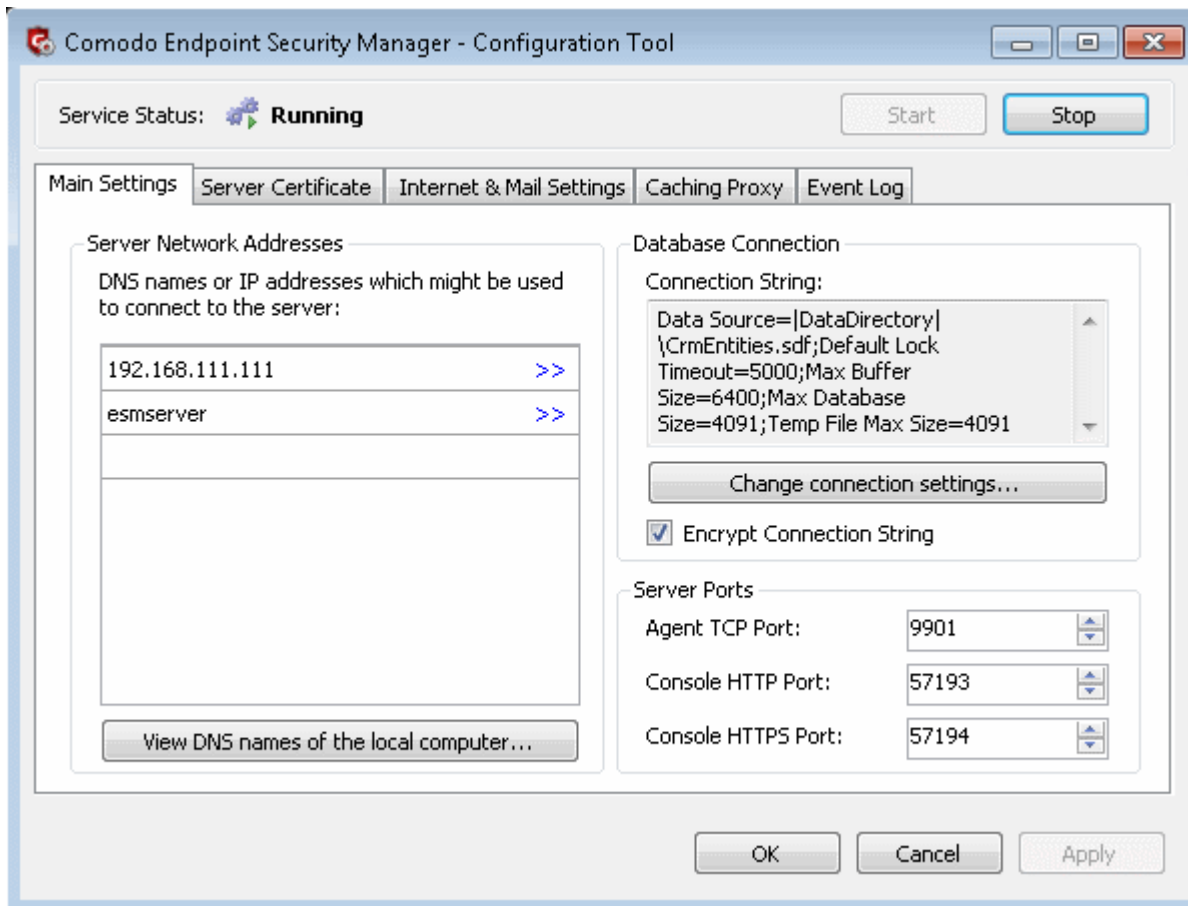 Comodo Endpoint Security Manager - Configuration Tool
Service Status: Running
Start
Stop
Main Settings
Server Certificate
Internet & Mail Settings
Caching Proxy
Event Log
Server Network Addresses
DNS names or IP addresses which might be used
to connect to the server:
192.168.111.111 >>
esmserver >>
View DNS names of the local computer...
Database Connection
Connection String:
Data Source=|DataDirectory|
\CrmEntities.sdf;Default Lock
Timeout=5000;Max Buffer
Size=6400;Max Database
Size=4091;Temp File Max Size=4091
Change connection settings...
Encrypt Connection String
Server Ports
Agent TCP Port: 9901
Console HTTP Port: 57193
Console HTTPS Port: 57194
OK
Cancel
Apply